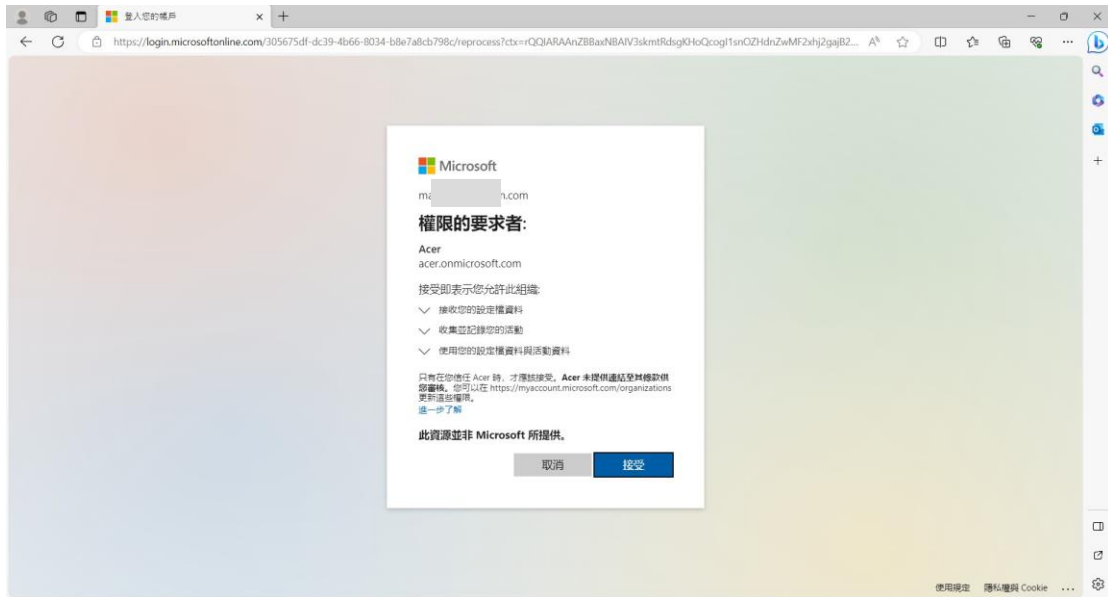 登入您的帳戶
https://login.microsoftonline.com/305675df-dc39-4b66-8034-b8e7a8cb798c/reprocess?ctx=
Microsoft
ma
n.com
權限的要求者:
Acer
acer.onmicrosoft.com
接受即表示您允許此組織:
接收您的設定檔資料
收集並記錄您的活動
使用您的設定檔資料與活動資料
只有在您信任 Acer 時，才應該接受。Acer 未提供連結至其條款供
您審核。您可以在 https://myaccount.microsoft.com/organizations
更新這些權限。
進一步了解
此資源並非 Microsoft 所提供。
取消 接受
使用規定 隱私權與 Cookie ...